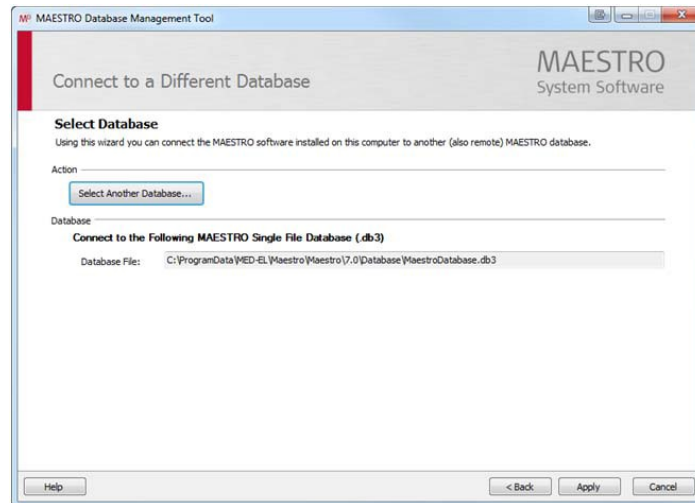 MAESTRO Database Management Tool
Connect to a Different Database
MAESTRO
System Software
Select Database
Using this wizard you can connect the MAESTRO software installed on this computer to another (also remote) MAESTRO database.
Action
Select Another Database...
Database
Connect to the Following MAESTRO Single File Database (.db3)
Database File: C:\ProgramData\MED-EL\Maestro\Maestro\7.0\Database\MaestroDatabase.db3
Help < Back Apply Cancel